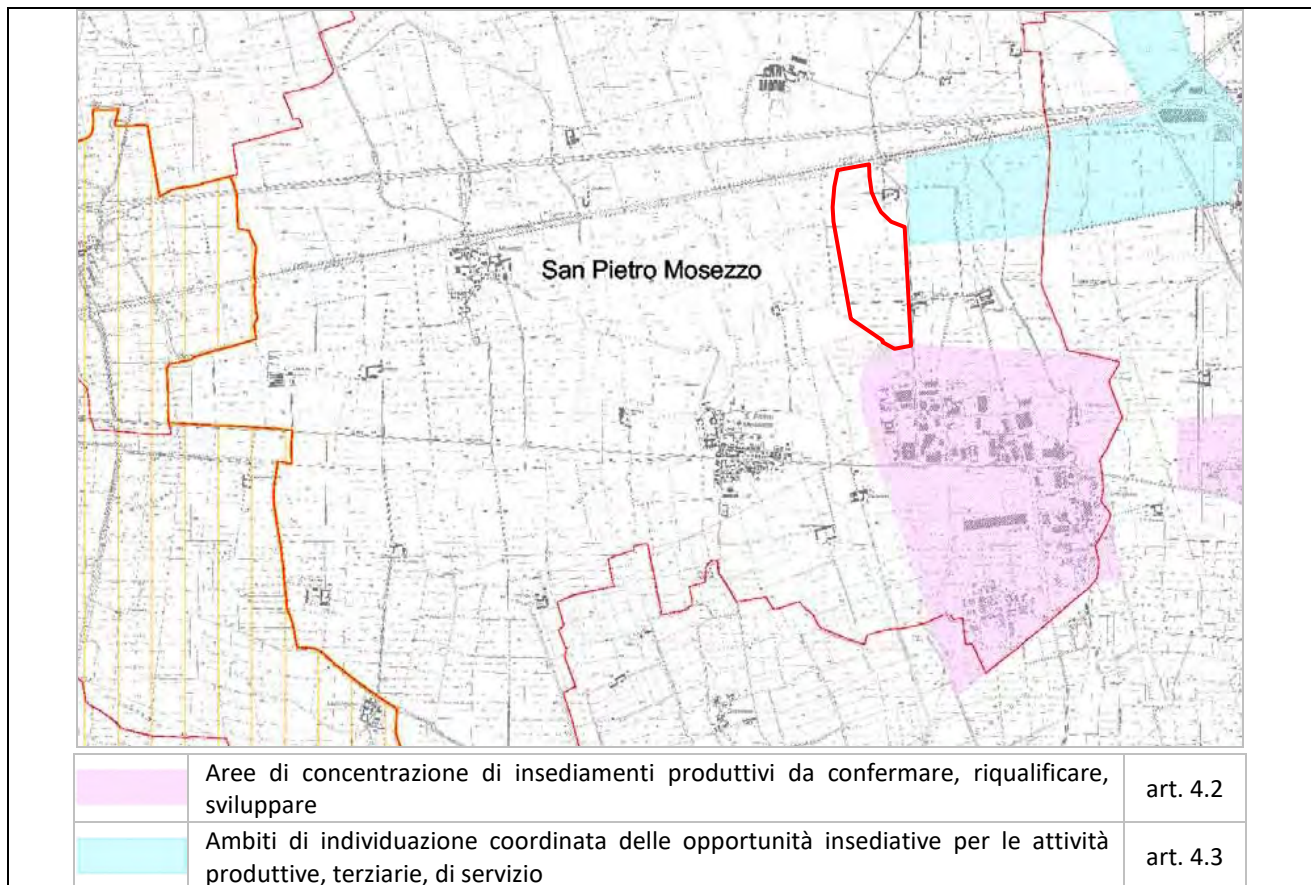 San Pietro Mosezzo
Aree di concentrazione di insediamenti produttivi da confermare, riqualificare,
sviluppare
art. 4.2
Ambiti di individuazione coordinata delle opportunità insediative per le attività
produttive, terziarie, di servizio
art. 4.3